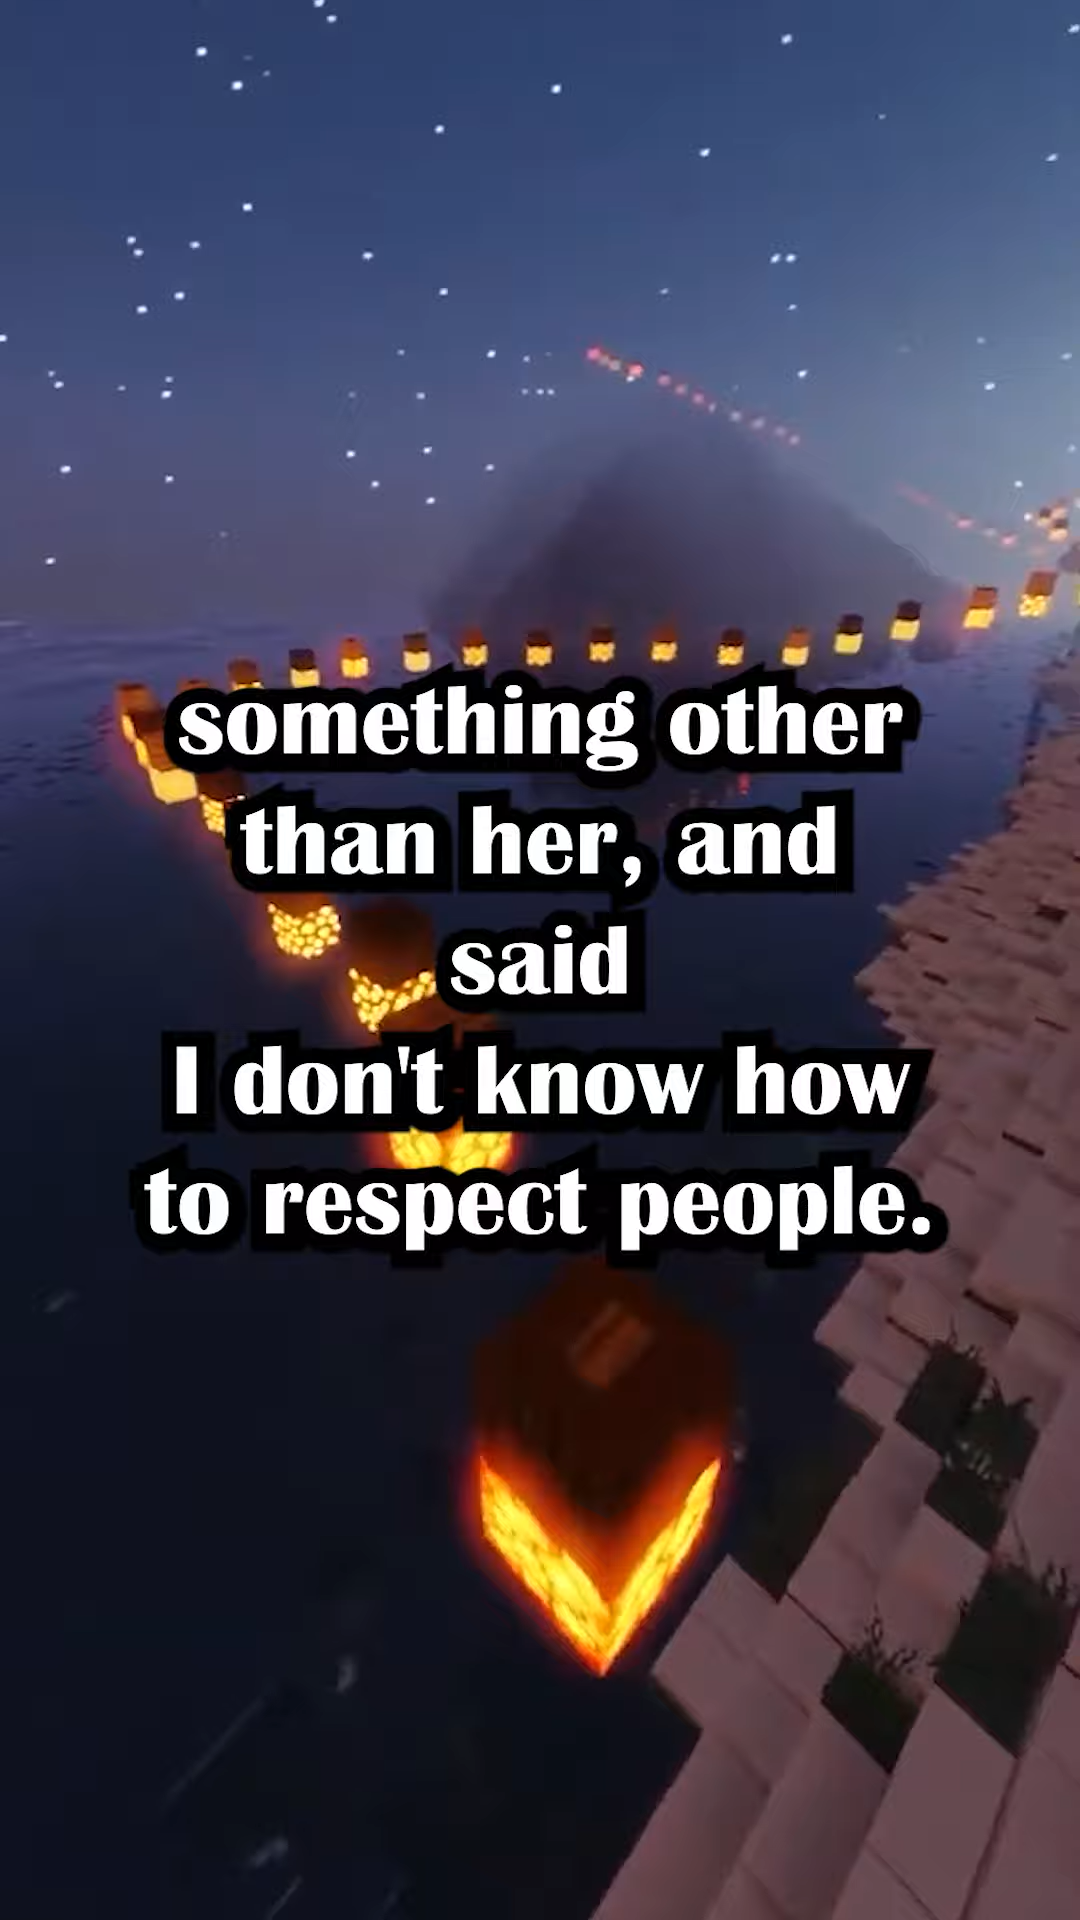 something other
than her, and
said
I don't know how
to respect people.